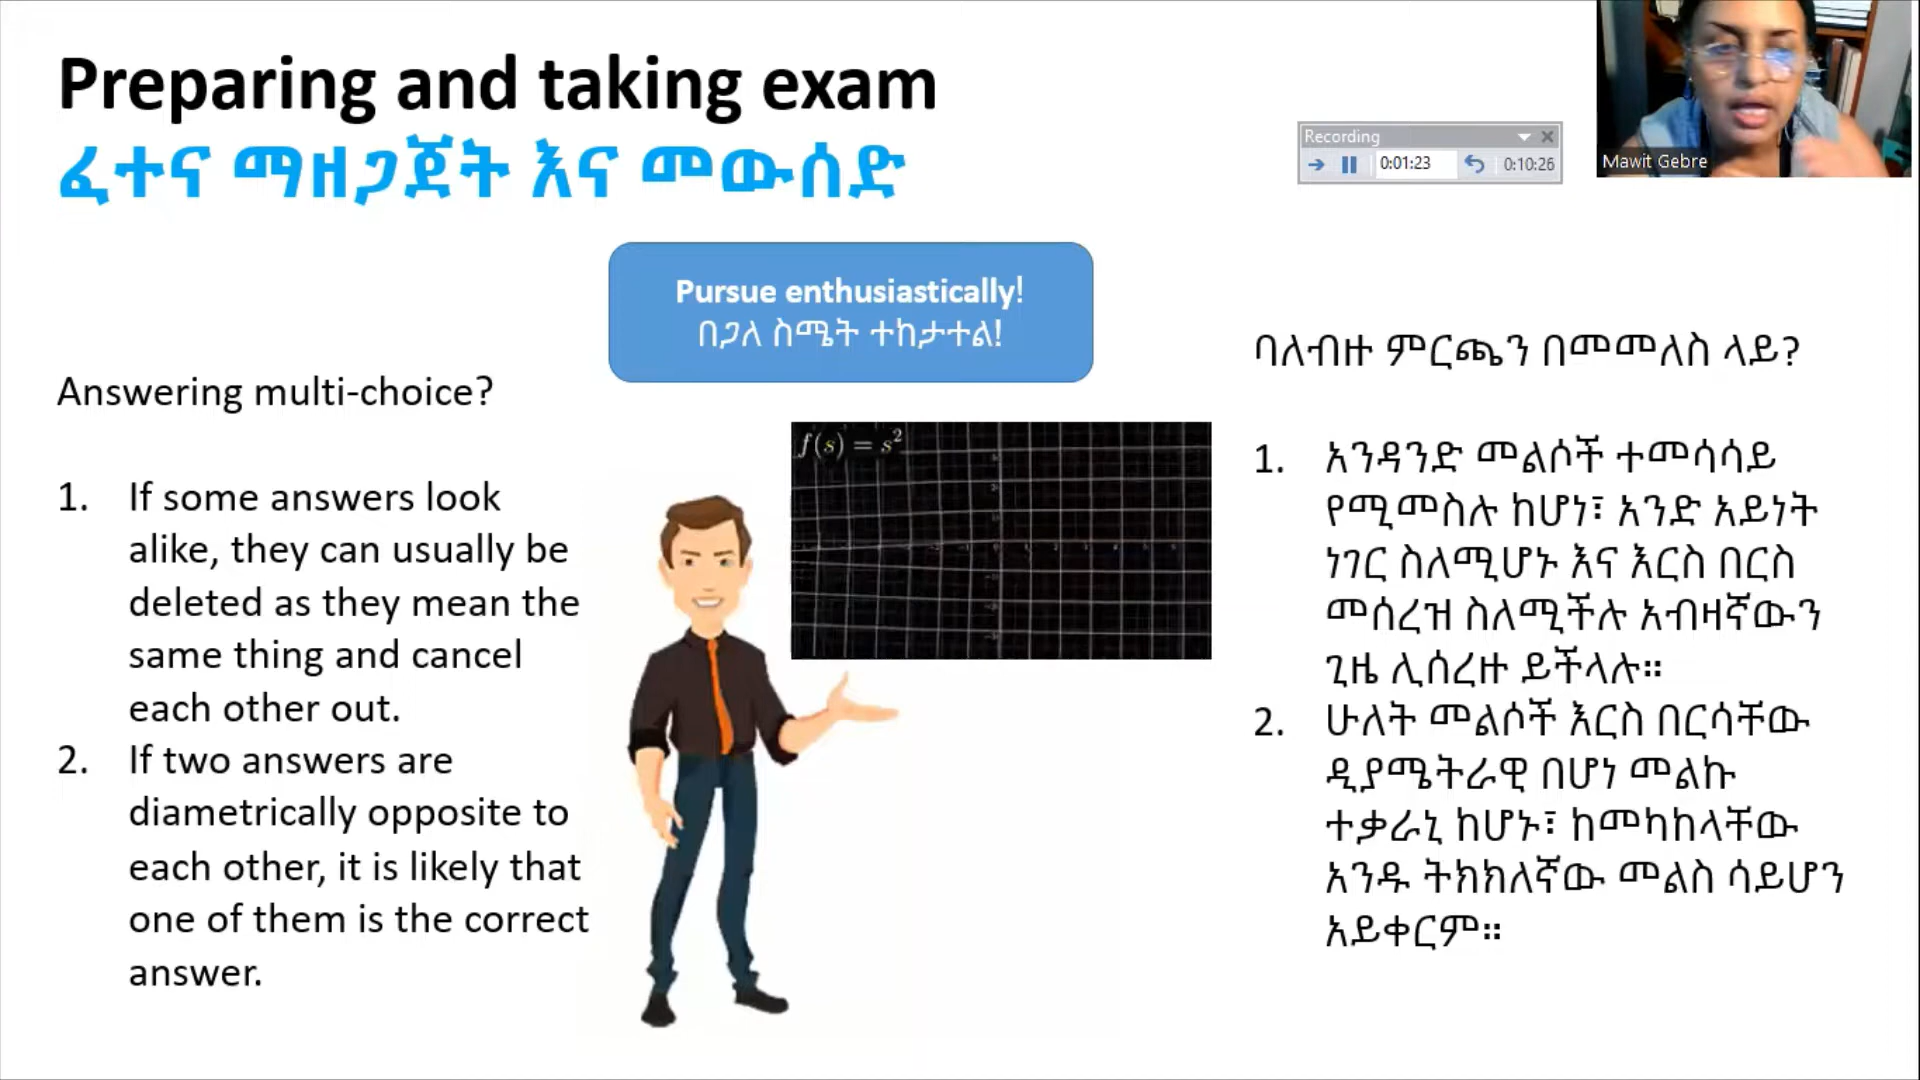 Preparing and taking exam
ፈተና ማዘጋጀት እና መውሰድ
Recording
0:01:23
0:10:26
Mawit Gebre
Pursue enthusiastically!
በጋለ ስሜት ተከታተል!
Answering multi-choice?
1. If some answers look
alike, they can usually be
deleted as they mean the
same thing and cancel
each other out.
2. If two answers are
diametrically opposite to
each other, it is likely that
one of them is the correct
answer.
f(s) = s²
ባለብዙ ምርጫን በመመለስ ላይ?
1. አንዳንድ መልሶች ተመሳሳይ
የሚመስሉ ከሆነ፣ አንድ አይነት
ነገር ስለሚሆኑ እና እርስ በርስ
መሰረዝ ስለሚችሉ አብዛኛውን
ጊዜ ሊሰረዙ ይችላሉ።
2. ሁለት መልሶች እርስ በርሳቸው
ዲያሜትራዊ በሆነ መልኩ
ተቃራኒ ከሆኑ፣ ከመካከላቸው
አንዱ ትክክለኛው መልስ ሳይሆን
አይቀርም።